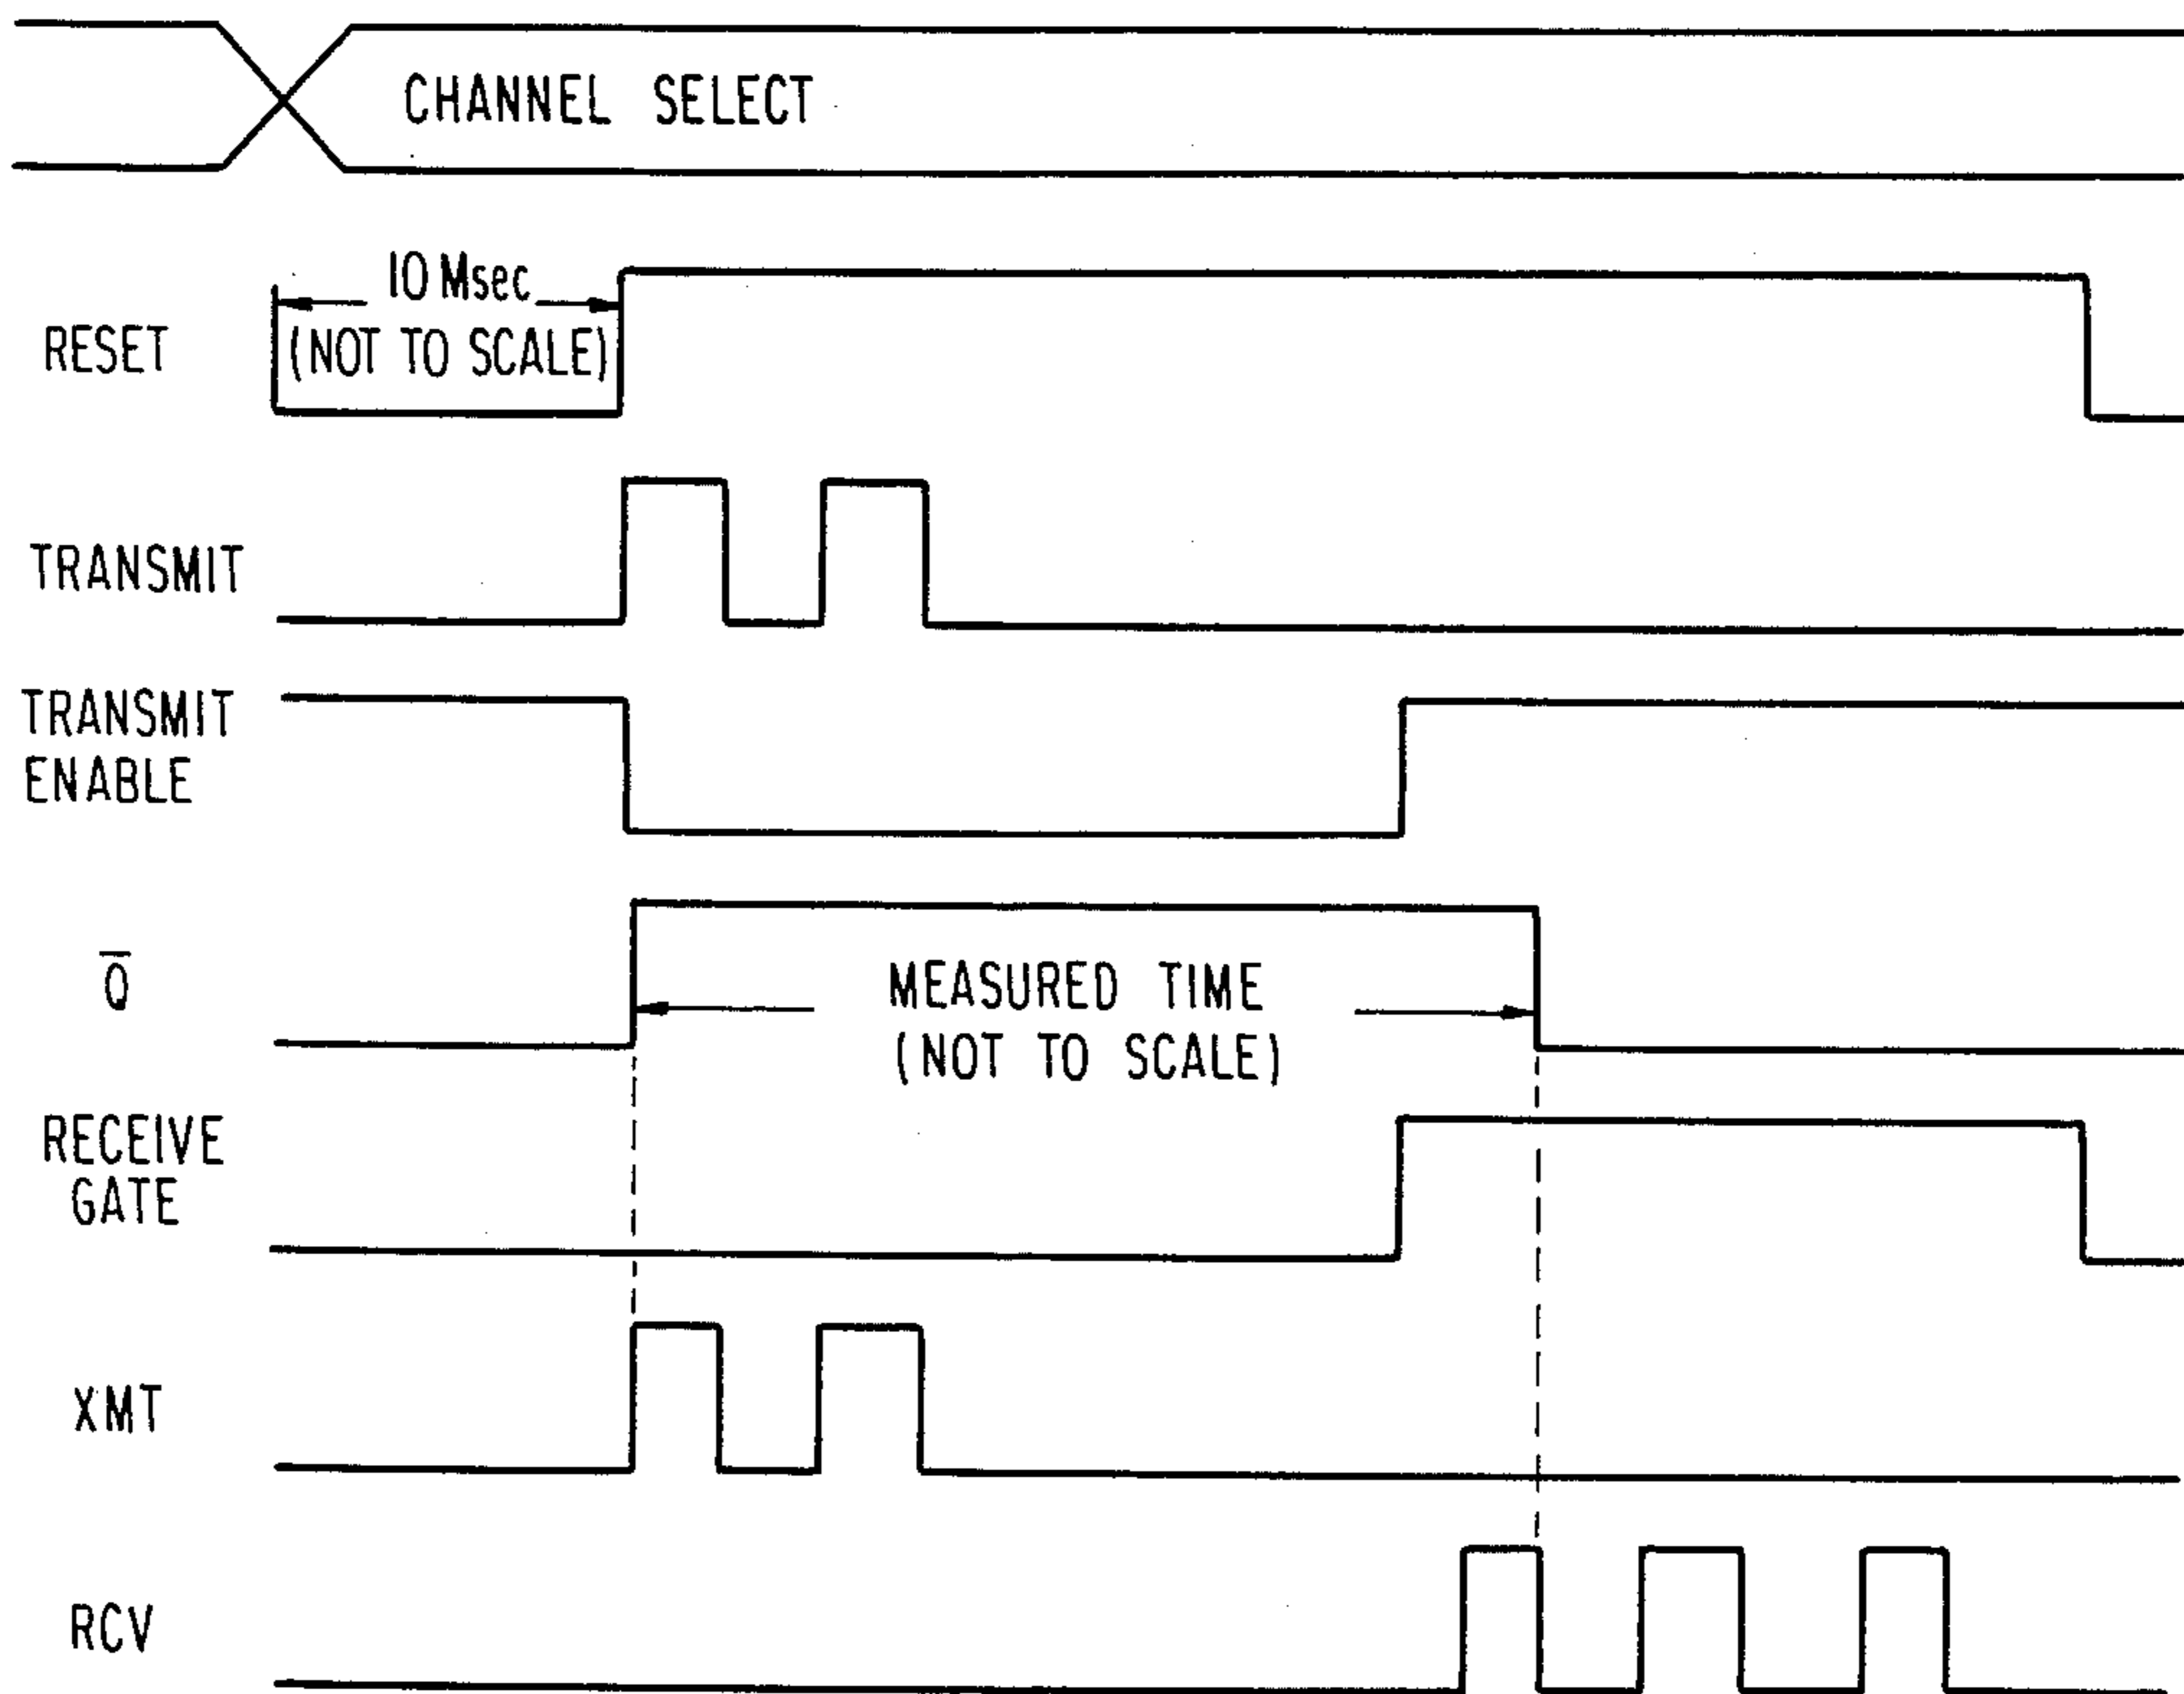 CHANNEL SELECT
10 Msec
(NOT TO SCALE)
RESET
TRANSMIT
TRANSMIT
ENABLE
Q̅
MEASURED TIME
(NOT TO SCALE)
RECEIVE
GATE
XMT
RCV